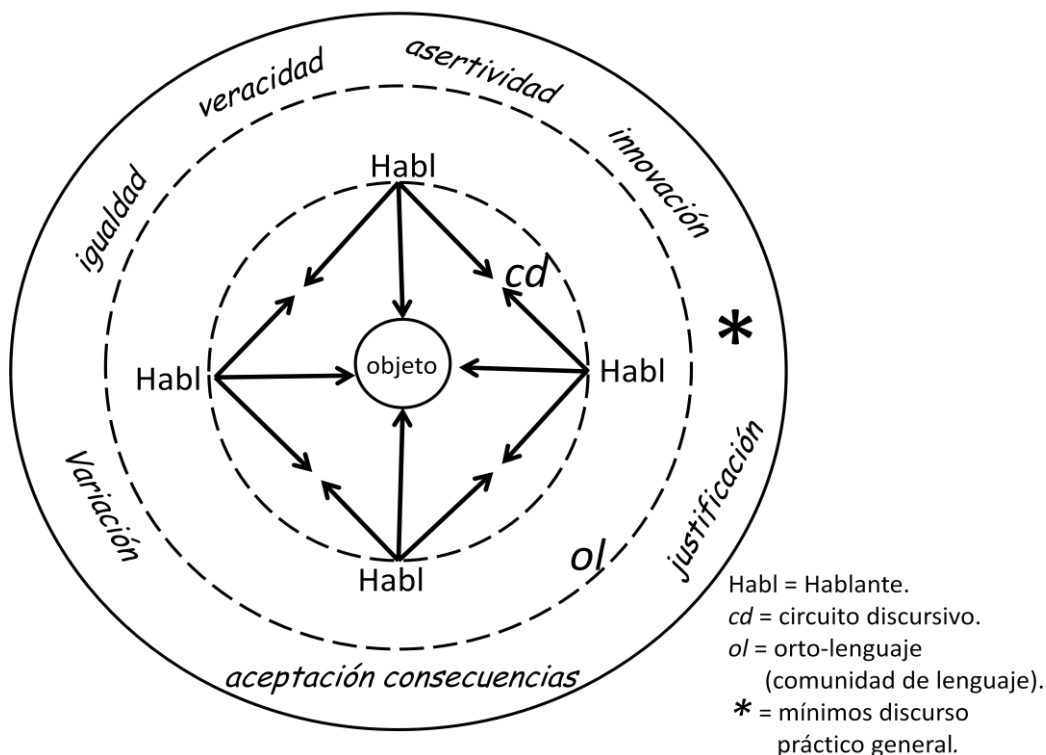 asertividad
veracidad
innovación
igualdad
Habl
cd
*
Habl
objeto
Habl
Variación
justificación
ol
Habl
aceptación consecuencias
Habl = Hablante.
cd = circuito discursivo.
ol = orto-lenguaje
(comunidad de lenguaje).
* = mínimos discurso
práctico general.